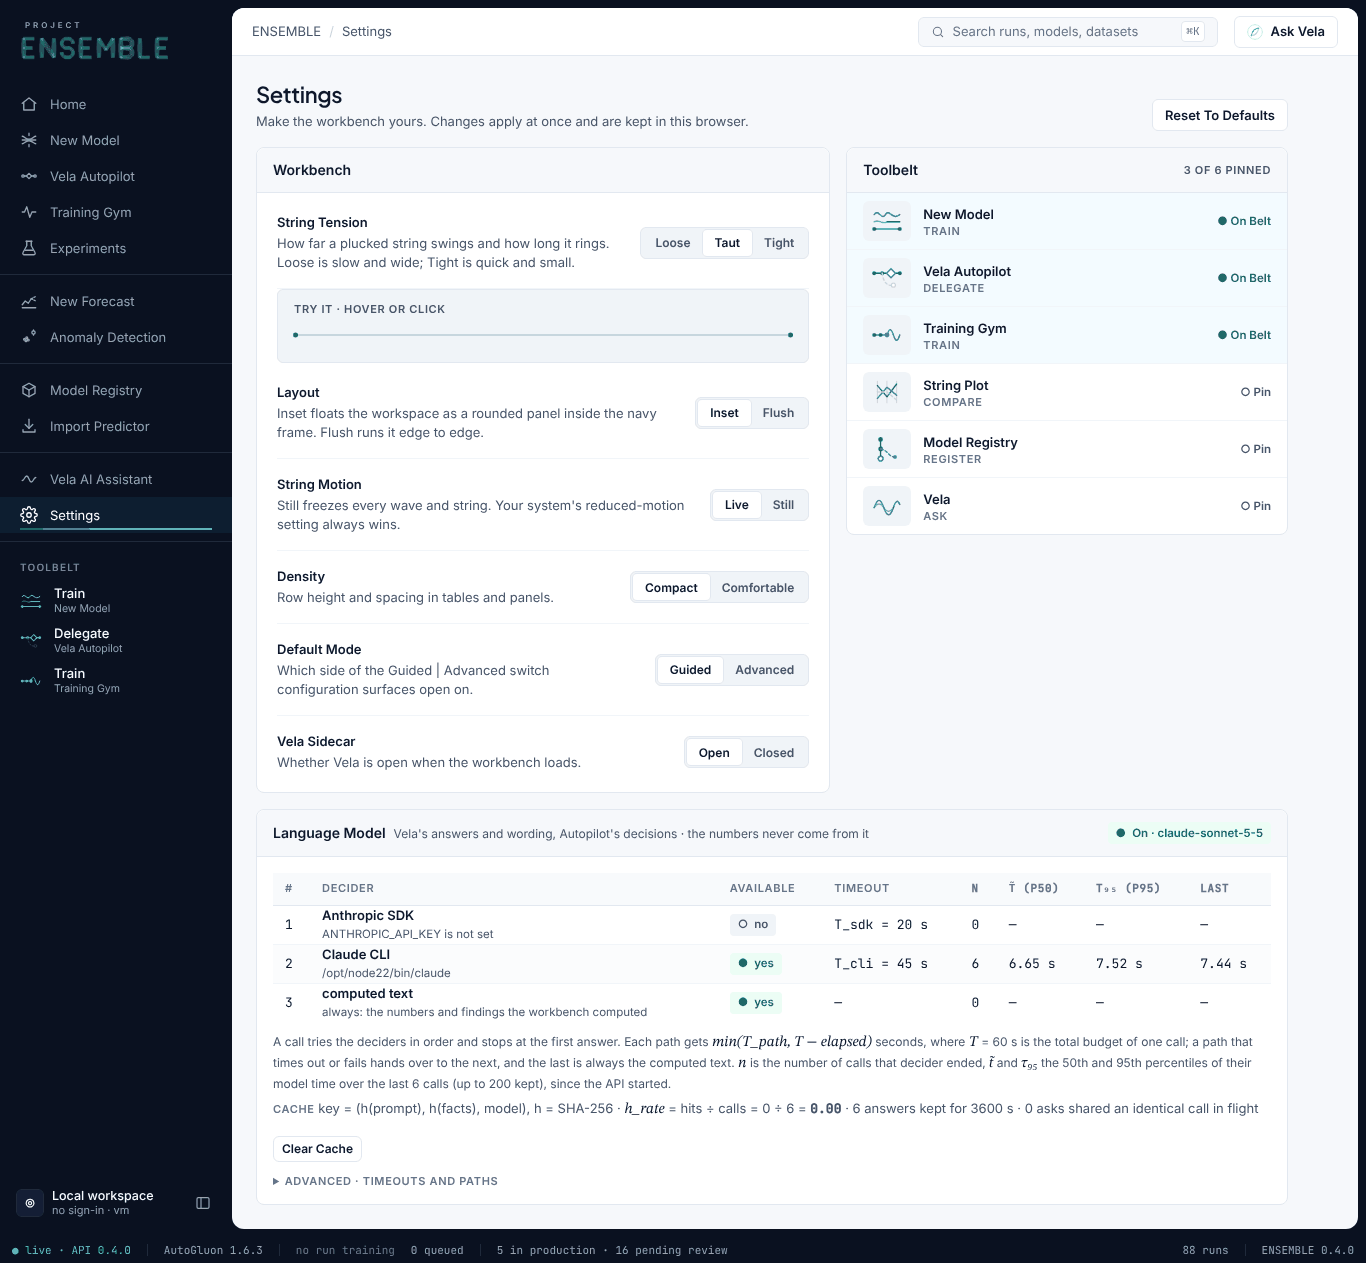 PROJECT
ENSEMBLE
Home
New Model
Vela Autopilot
Training Gym
Experiments
New Forecast
Anomaly Detection
Model Registry
Import Predictor
Vela AI Assistant
Settings
TOOLBELT
Train
New Model
Delegate
Vela Autopilot
Train
Training Gym
Local workspace
no sign-in · vm
ENSEMBLE / Settings
Search runs, models, datasets ⌘K
Ask Vela
Settings
Make the workbench yours. Changes apply at once and are kept in this browser.
Reset To Defaults
Workbench
String Tension
How far a plucked string swings and how long it rings.
Loose is slow and wide; Tight is quick and small.
Loose Taut Tight
TRY IT · HOVER OR CLICK
Layout
Inset floats the workspace as a rounded panel inside the navy
frame. Flush runs it edge to edge.
Inset Flush
String Motion
Still freezes every wave and string. Your system's reduced-motion
setting always wins.
Live Still
Density
Row height and spacing in tables and panels.
Compact Comfortable
Default Mode
Which side of the Guided | Advanced switch
configuration surfaces open on.
Guided Advanced
Vela Sidecar
Whether Vela is open when the workbench loads.
Open Closed
Toolbelt 3 OF 6 PINNED
New Model
TRAIN
On Belt
Vela Autopilot
DELEGATE
On Belt
Training Gym
TRAIN
On Belt
String Plot
COMPARE
Pin
Model Registry
REGISTER
Pin
Vela
ASK
Pin
Language Model Vela's answers and wording, Autopilot's decisions · the numbers never come from it
On · claude-sonnet-5-5
# DECIDER AVAILABLE TIMEOUT N T̃ (P50) T₉₅ (P95) LAST
1 Anthropic SDK no T_sdk = 20 s 0 — — —
ANTHROPIC_API_KEY is not set
2 Claude CLI yes T_cli = 45 s 6 6.65 s 7.52 s 7.44 s
/opt/node22/bin/claude
3 computed text yes — 0 — — —
always: the numbers and findings the workbench computed
A call tries the deciders in order and stops at the first answer. Each path gets min(T_path, T − elapsed) seconds, where T = 60 s is the total budget of one call; a path that
times out or fails hands over to the next, and the last is always the computed text. n is the number of calls that decider ended, t̃ and τ₉₅ the 50th and 95th percentiles of their
model time over the last 6 calls (up to 200 kept), since the API started.
CACHE key = (h(prompt), h(facts), model), h = SHA-256 · h_rate = hits ÷ calls = 0 ÷ 6 = 0.00 · 6 answers kept for 3600 s · 0 asks shared an identical call in flight
Clear Cache
ADVANCED · TIMEOUTS AND PATHS
live · API 0.4.0 AutoGluon 1.6.3 no run training 0 queued 5 in production · 16 pending review 88 runs ENSEMBLE 0.4.0